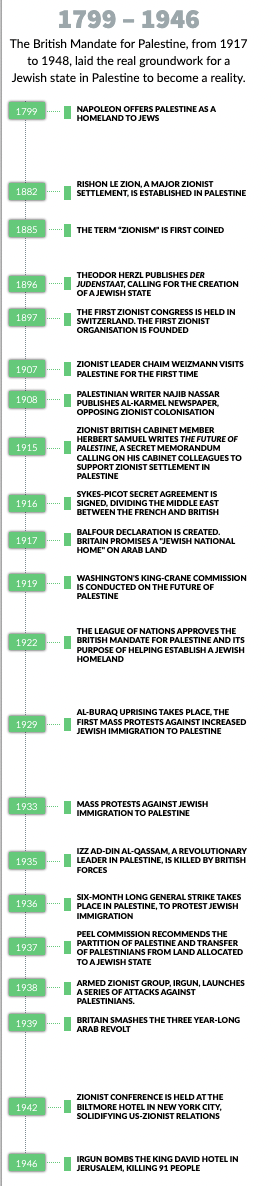 1799 – 1946
The British Mandate for Palestine, from 1917
to 1948, laid the real groundwork for a
Jewish state in Palestine to become a reality.
1799
NAPOLEON OFFERS PALESTINE AS A
HOMELAND TO JEWS
1882
RISHON LE ZION, A MAJOR ZIONIST
SETTLEMENT, IS ESTABLISHED IN PALESTINE
1885
THE TERM "ZIONISM" IS FIRST COINED
1896
THEODOR HERZL PUBLISHES DER
JUDENSTAAT, CALLING FOR THE CREATION
OF A JEWISH STATE
1897
THE FIRST ZIONIST CONGRESS IS HELD IN
SWITZERLAND. THE FIRST ZIONIST
ORGANISATION IS FOUNDED
1907
ZIONIST LEADER CHAIM WEIZMANN VISITS
PALESTINE FOR THE FIRST TIME
1908
PALESTINIAN WRITER NAJIB NASSAR
PUBLISHES AL-KARMEL NEWSPAPER,
OPPOSING ZIONIST COLONISATION
1915
ZIONIST BRITISH CABINET MEMBER
HERBERT SAMUEL WRITES THE FUTURE OF
PALESTINE, A SECRET MEMORANDUM
CALLING ON HIS CABINET COLLEAGUES TO
SUPPORT ZIONIST SETTLEMENT IN
PALESTINE
1916
SYKES-PICOT SECRET AGREEMENT IS
SIGNED, DIVIDING THE MIDDLE EAST
BETWEEN THE FRENCH AND BRITISH
1917
BALFOUR DECLARATION IS CREATED.
BRITAIN PROMISES A "JEWISH NATIONAL
HOME" ON ARAB LAND
1919
WASHINGTON'S KING-CRANE COMMISSION
IS CONDUCTED ON THE FUTURE OF
PALESTINE
1922
THE LEAGUE OF NATIONS APPROVES THE
BRITISH MANDATE FOR PALESTINE AND ITS
PURPOSE OF HELPING ESTABLISH A JEWISH
HOMELAND
1929
AL-BURAQ UPRISING TAKES PLACE, THE
FIRST MASS PROTESTS AGAINST INCREASED
JEWISH IMMIGRATION TO PALESTINE
1933
MASS PROTESTS AGAINST JEWISH
IMMIGRATION TO PALESTINE
1935
IZZ AD-DIN AL-QASSAM, A REVOLUTIONARY
LEADER IN PALESTINE, IS KILLED BY BRITISH
FORCES
1936
SIX-MONTH LONG GENERAL STRIKE TAKES
PLACE IN PALESTINE, TO PROTEST JEWISH
IMMIGRATION
1937
PEEL COMMISSION RECOMMENDS THE
PARTITION OF PALESTINE AND TRANSFER
OF PALESTINIANS FROM LAND ALLOCATED
TO A JEWISH STATE
1938
ARMED ZIONIST GROUP, IRGUN, LAUNCHES
A SERIES OF ATTACKS AGAINST
PALESTINIANS.
1939
BRITAIN SMASHES THE THREE YEAR-LONG
ARAB REVOLT
1942
ZIONIST CONFERENCE IS HELD AT THE
BILTMORE HOTEL IN NEW YORK CITY,
SOLIDIFYING US-ZIONIST RELATIONS
1946
IRGUN BOMBS THE KING DAVID HOTEL IN
JERUSALEM, KILLING 91 PEOPLE